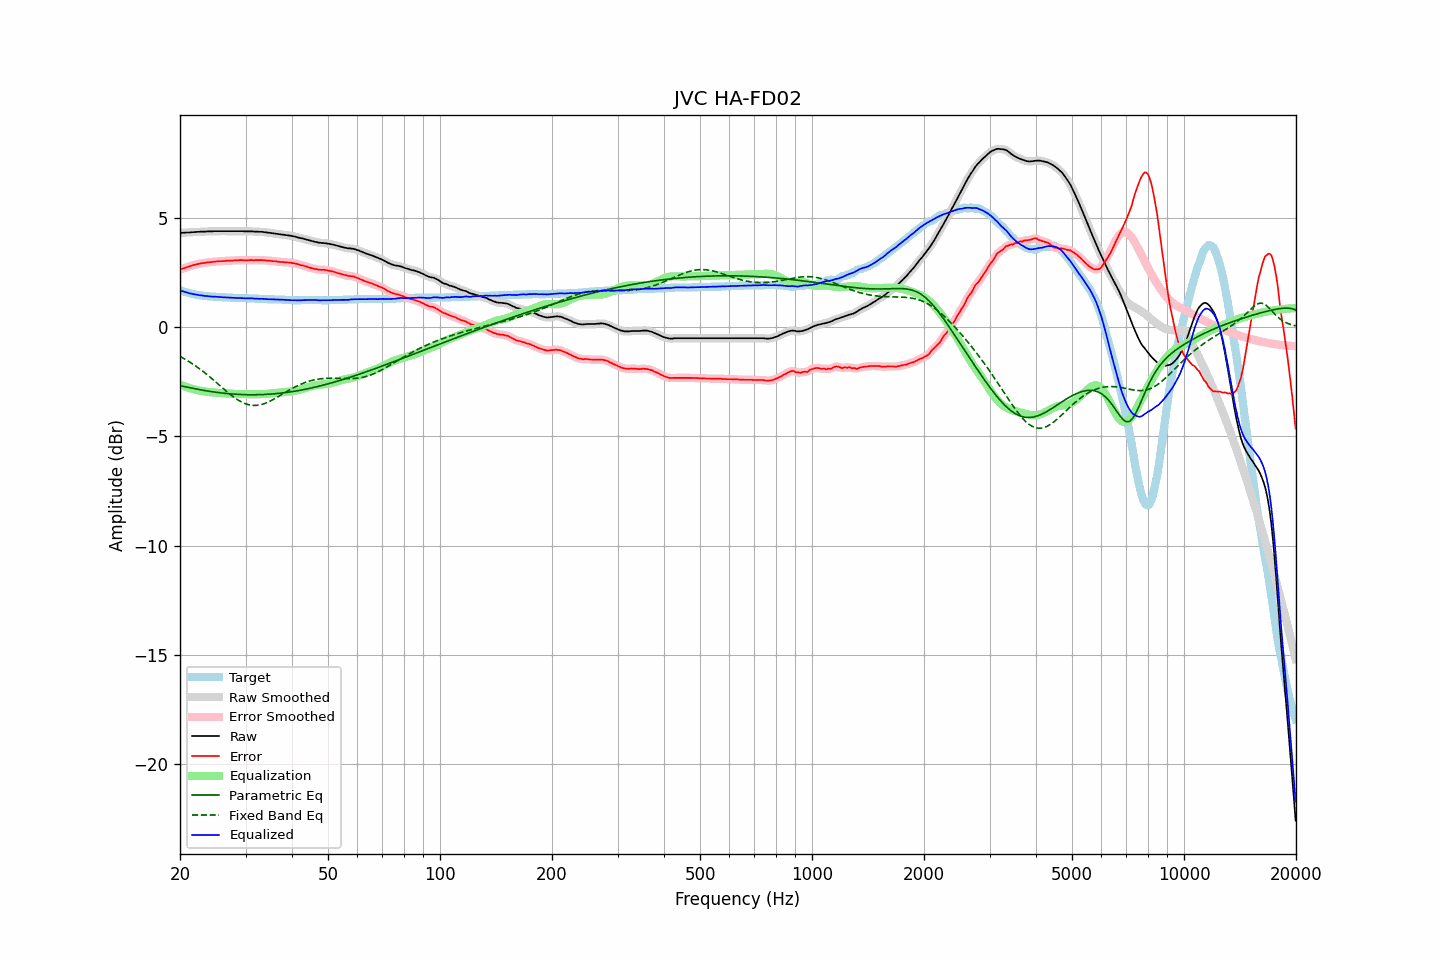 JVC HA-FD02
Amplitude (dBr)
5
0
−5
−10
−15
−20
Target
Raw Smoothed
Error Smoothed
Raw
Error
Equalization
Parametric Eq
Fixed Band Eq
Equalized
20 50 100 200 500 1000 2000 5000 10000 20000
Frequency (Hz)